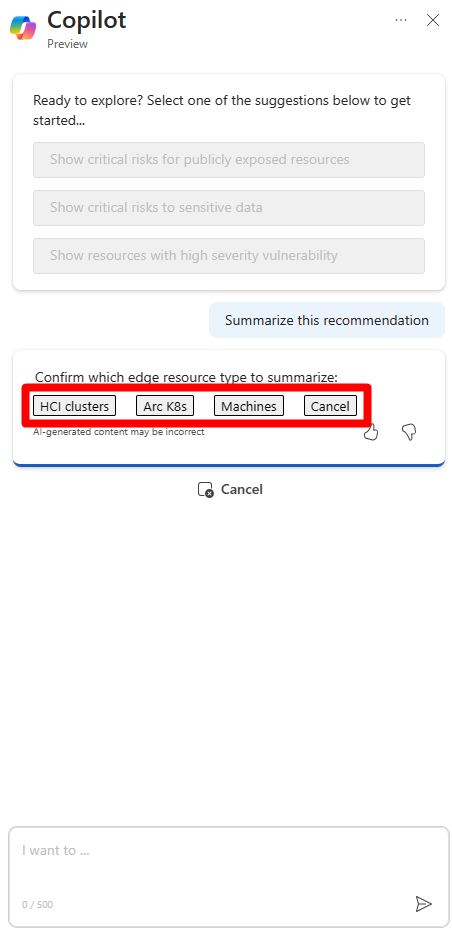 Copilot
Preview
Ready to explore? Select one of the suggestions below to get
started...
Show critical risks for publicly exposed resources
Show critical risks to sensitive data
Show resources with high severity vulnerability
Summarize this recommendation
Confirm which edge resource type to summarize:
HCI clusters Arc K8s Machines Cancel
AI-generated content may be incorrect
Cancel
I want to ...
0 / 500